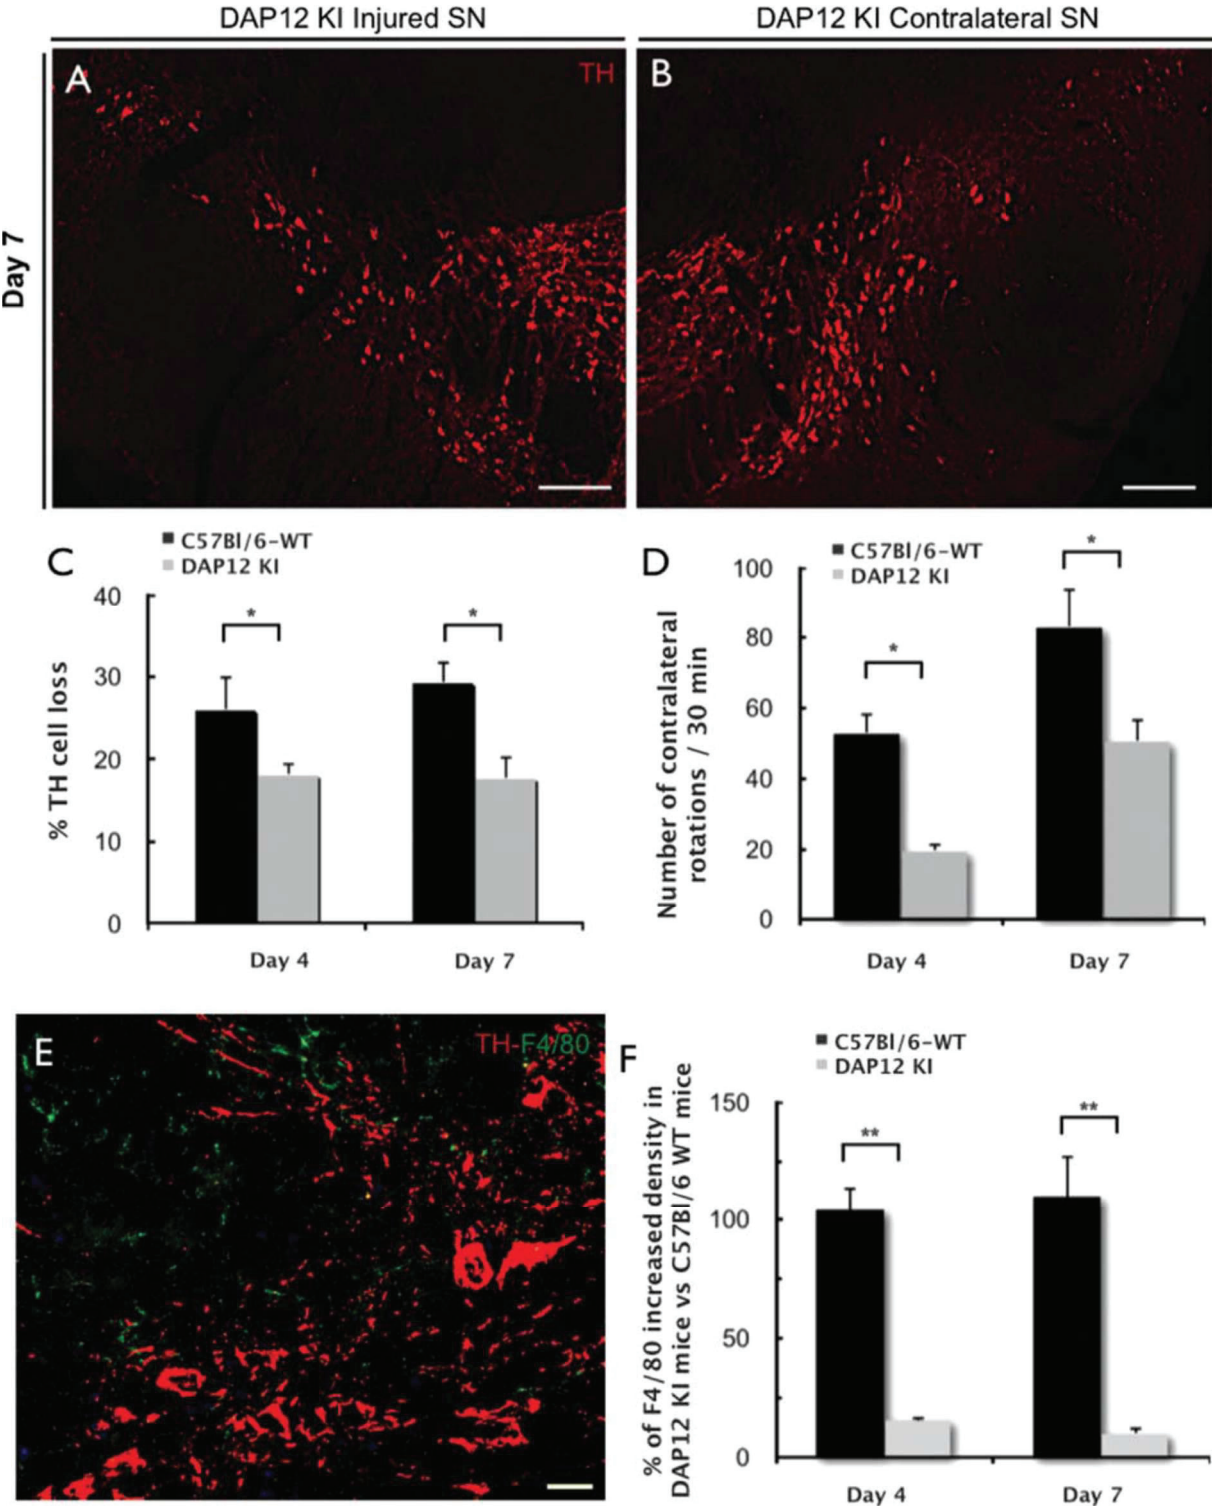 DAP12 KI Injured SN
DAP12 KI Contralateral SN
Day 7
A
TH
B
C
C57Bl/6-WT
DAP12 KI
% TH cell loss
40
30
20
10
0
*
*
Day 4
Day 7
D
C57Bl/6-WT
DAP12 KI
Number of contralateral
rotations / 30 min
100
80
60
40
20
0
*
*
Day 4
Day 7
E
TH-F4/80
F
C57Bl/6-WT
DAP12 KI
% of F4/80 increased density in
DAP12 KI mice vs C57Bl/6 WT mice
150
100
50
0
**
**
Day 4
Day 7